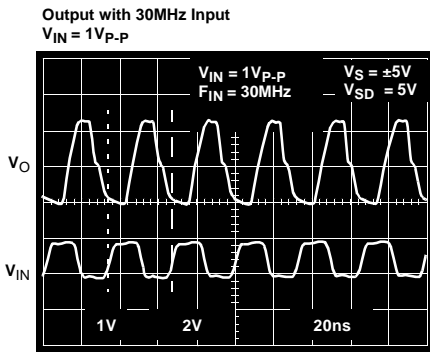 Output with 30MHz Input
VIN = 1VP-P
VIN = 1VP-P
FIN = 30MHz
VS = ±5V
VSD = 5V
VO
VIN
1V 2V 20ns